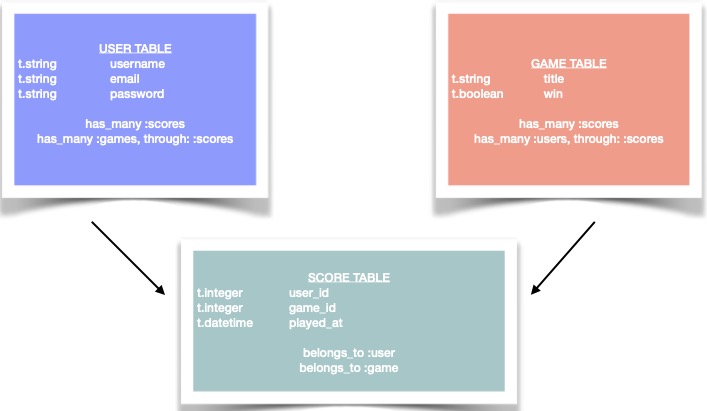 USER TABLE
t.string username
t.string email
t.string password
has_many :scores
has_many :games, through: :scores
GAME TABLE
t.string title
t.boolean win
has_many :scores
has_many :users, through: :scores
SCORE TABLE
t.integer user_id
t.integer game_id
t.datetime played_at
belongs_to :user
belongs_to :game